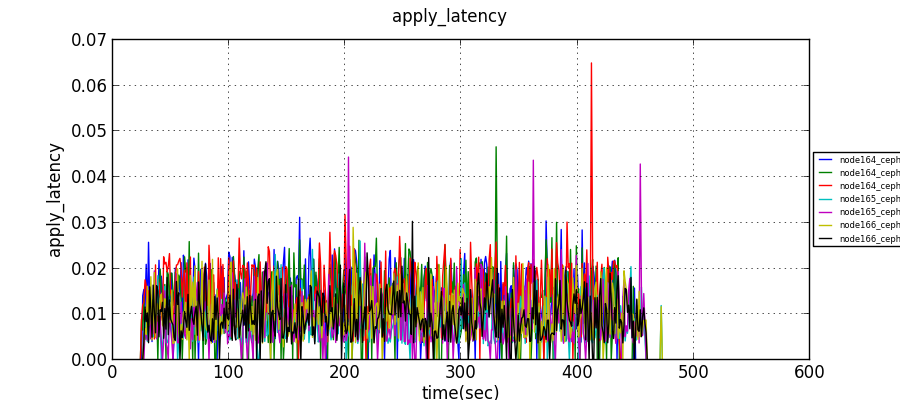 apply_latency
0.07
0.06
0.05
0.04
0.03
0.02
0.01
0.00
apply_latency
0 100 200 300 400 500 600
time(sec)
node164_ceph
node164_ceph
node164_ceph
node165_ceph
node165_ceph
node166_ceph
node166_ceph